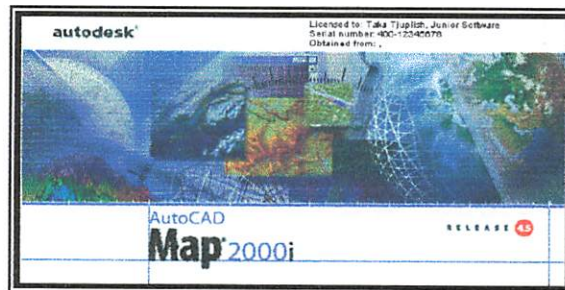 autodesk®
Licensed to: Taka Tjuplish, Junior Software
Serial number: 400-12345678
Obtained from: ,
AutoCAD
Map® 2000i
RELEASE 4.5